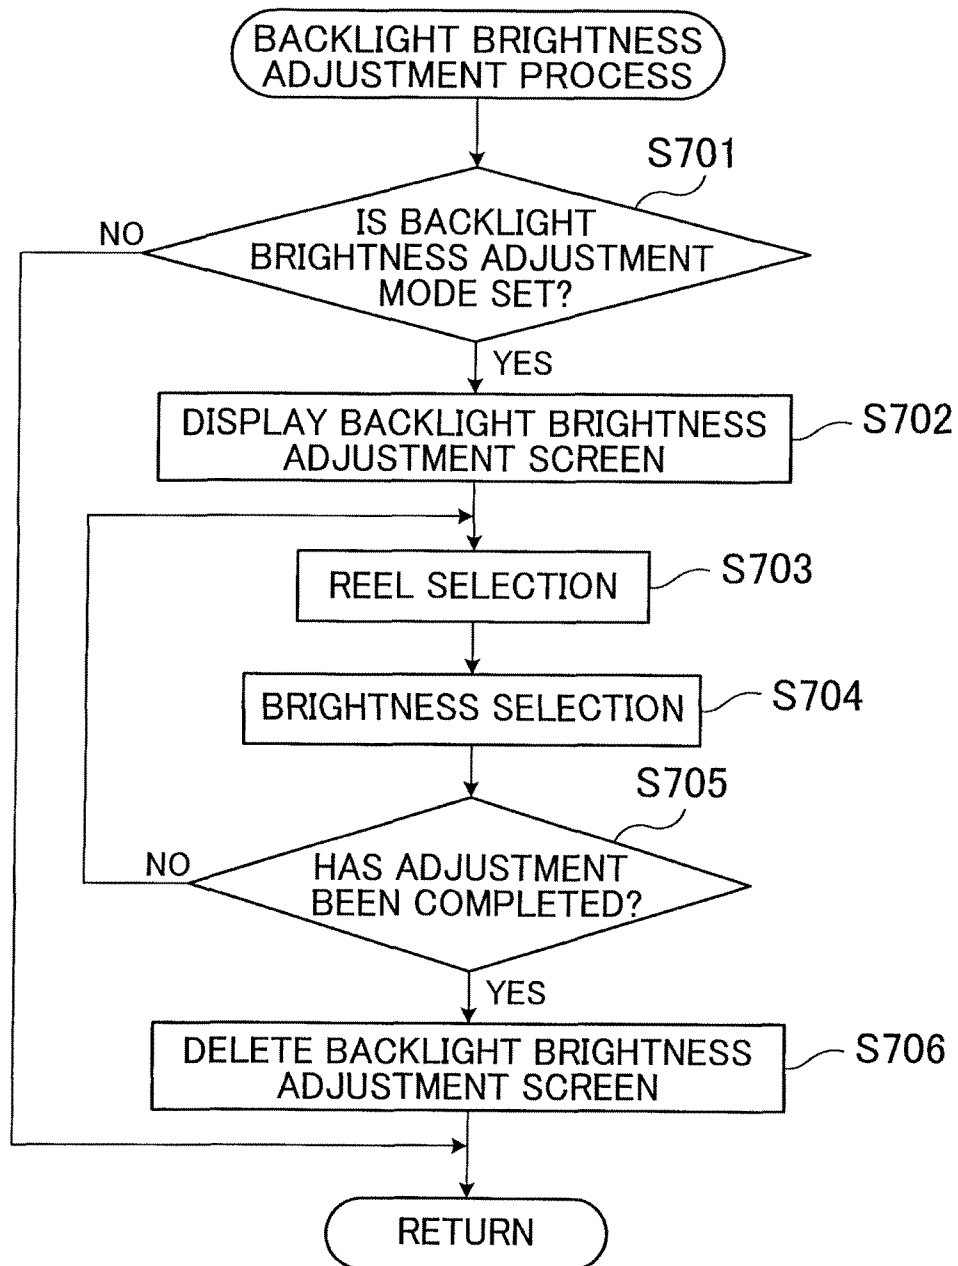 BACKLIGHT BRIGHTNESS
ADJUSTMENT PROCESS
S701
IS BACKLIGHT
BRIGHTNESS ADJUSTMENT
MODE SET?
NO
YES
DISPLAY BACKLIGHT BRIGHTNESS
ADJUSTMENT SCREEN
S702
REEL SELECTION
S703
BRIGHTNESS SELECTION
S704
S705
HAS ADJUSTMENT
BEEN COMPLETED?
NO
YES
DELETE BACKLIGHT BRIGHTNESS
ADJUSTMENT SCREEN
S706
RETURN